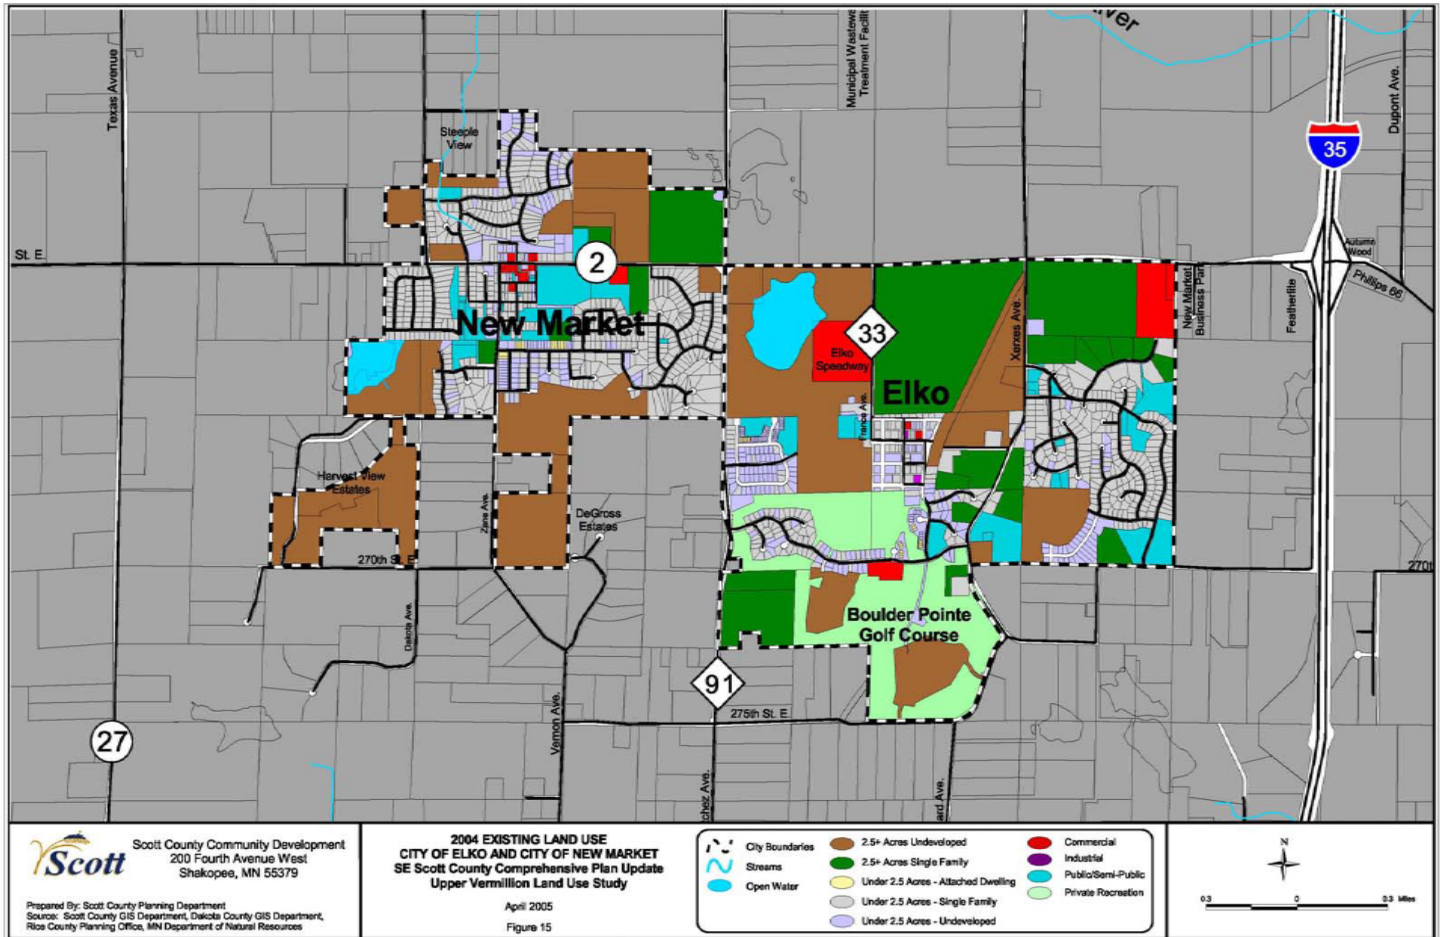 River
Texas Avenue
Municipal Wastewa
Treatment Facilit
Dupont Ave.
35
Steeple
View
St. E.
2
Autumn
Wood
Phillips 66
New Market
Business Par
Featherlite
New Market
33
Elko
Speedway
Xerxes Ave.
Elko
France Ave.
Harvest View
Estates
Zane Ave.
DeGross
Estates
270th St. E.
270t
Dakota Ave.
Boulder Pointe
Golf Course
91
275th St. E
27
Vernon Ave.
chez Ave.
ard Ave.
Scott
Scott County Community Development
200 Fourth Avenue West
Shakopee, MN 55379
Prepared By: Scott County Planning Department
Source: Scott County GIS Department, Dakota County GIS Department,
Rice County Planning Office, MN Department of Natural Resources
2004 EXISTING LAND USE
CITY OF ELKO AND CITY OF NEW MARKET
SE Scott County Comprehensive Plan Update
Upper Vermillion Land Use Study
April 2005
Figure 15
City Boundaries
Streams
Open Water
2.5+ Acres Undeveloped
2.5+ Acres Single Family
Under 2.5 Acres - Attached Dwelling
Under 2.5 Acres - Single Family
Under 2.5 Acres - Undeveloped
Commercial
Industrial
Public/Semi-Public
Private Recreation
N
0.3 0 0.3 Miles